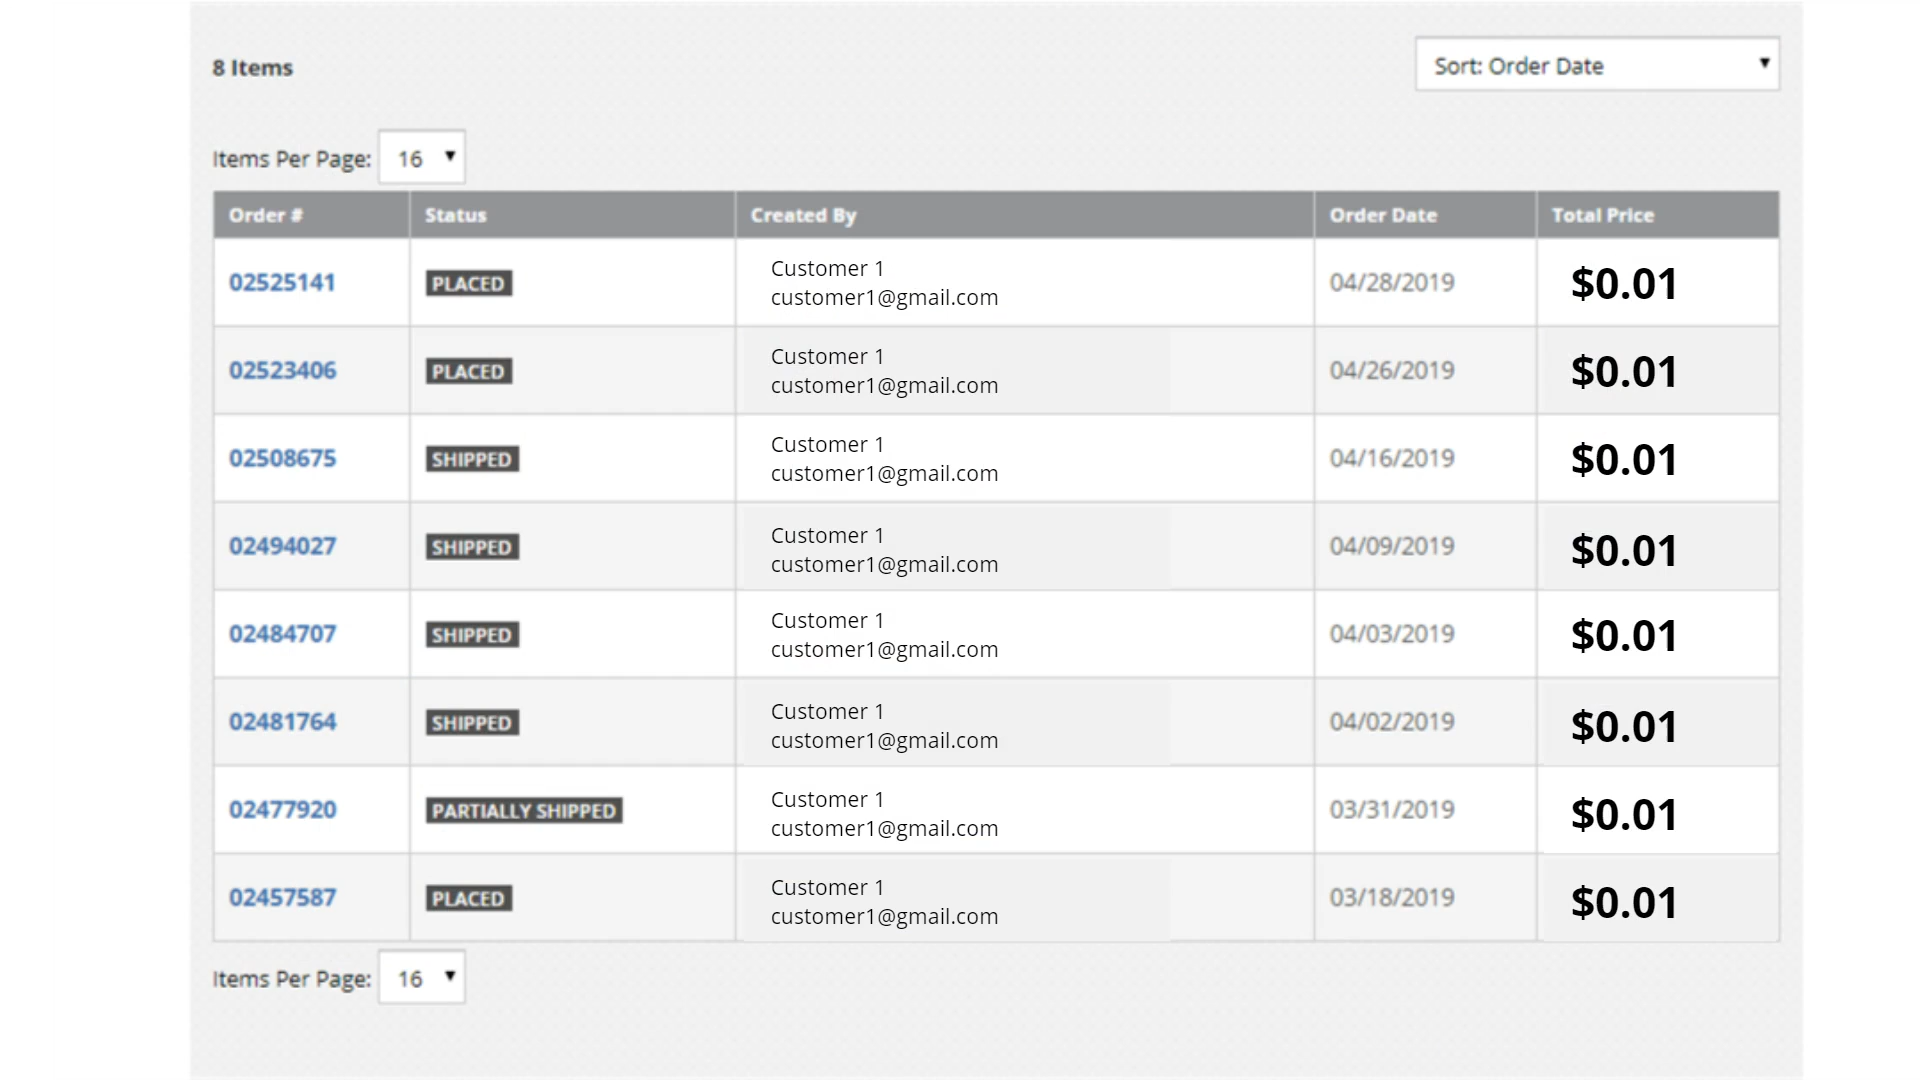 8 Items
Sort: Order Date
Items Per Page: 16
Order # Status Created By Order Date Total Price
02525141 PLACED Customer 1 customer1@gmail.com 04/28/2019 $0.01
02523406 PLACED Customer 1 customer1@gmail.com 04/26/2019 $0.01
02508675 SHIPPED Customer 1 customer1@gmail.com 04/16/2019 $0.01
02494027 SHIPPED Customer 1 customer1@gmail.com 04/09/2019 $0.01
02484707 SHIPPED Customer 1 customer1@gmail.com 04/03/2019 $0.01
02481764 SHIPPED Customer 1 customer1@gmail.com 04/02/2019 $0.01
02477920 PARTIALLY SHIPPED Customer 1 customer1@gmail.com 03/31/2019 $0.01
02457587 PLACED Customer 1 customer1@gmail.com 03/18/2019 $0.01
Items Per Page: 16